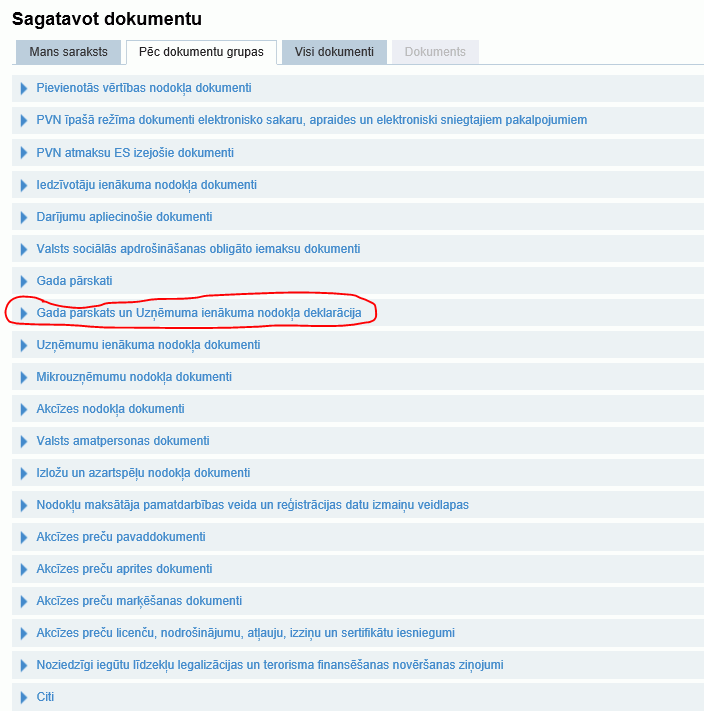 Sagatavot dokumentu
Mans saraksts Pēc dokumentu grupas Visi dokumenti Dokuments
Pievienotās vērtības nodokļa dokumenti
PVN īpašā režīma dokumenti elektronisko sakaru, apraides un elektroniski sniegtajiem pakalpojumiem
PVN atmaksu ES izejošie dokumenti
Iedzīvotāju ienākuma nodokļa dokumenti
Darījumu apliecinošie dokumenti
Valsts sociālās apdrošināšanas obligāto iemaksu dokumenti
Gada pārskati
Gada pārskats un Uzņēmuma ienākuma nodokļa deklarācija
Uzņēmumu ienākuma nodokļa dokumenti
Mikrouzņēmumu nodokļa dokumenti
Akcīzes nodokļa dokumenti
Valsts amatpersonas dokumenti
Izložu un azartspēļu nodokļa dokumenti
Nodokļu maksātāja pamatdarbības veida un reģistrācijas datu izmaiņu veidlapas
Akcīzes preču pavaddokumenti
Akcīzes preču aprites dokumenti
Akcīzes preču marķēšanas dokumenti
Akcīzes preču licenču, nodrošinājumu, atļauju, izziņu un sertifikātu iesniegumi
Noziedzīgi iegūtu līdzekļu legalizācijas un terorisma finansēšanas novēršanas ziņojumi
Citi